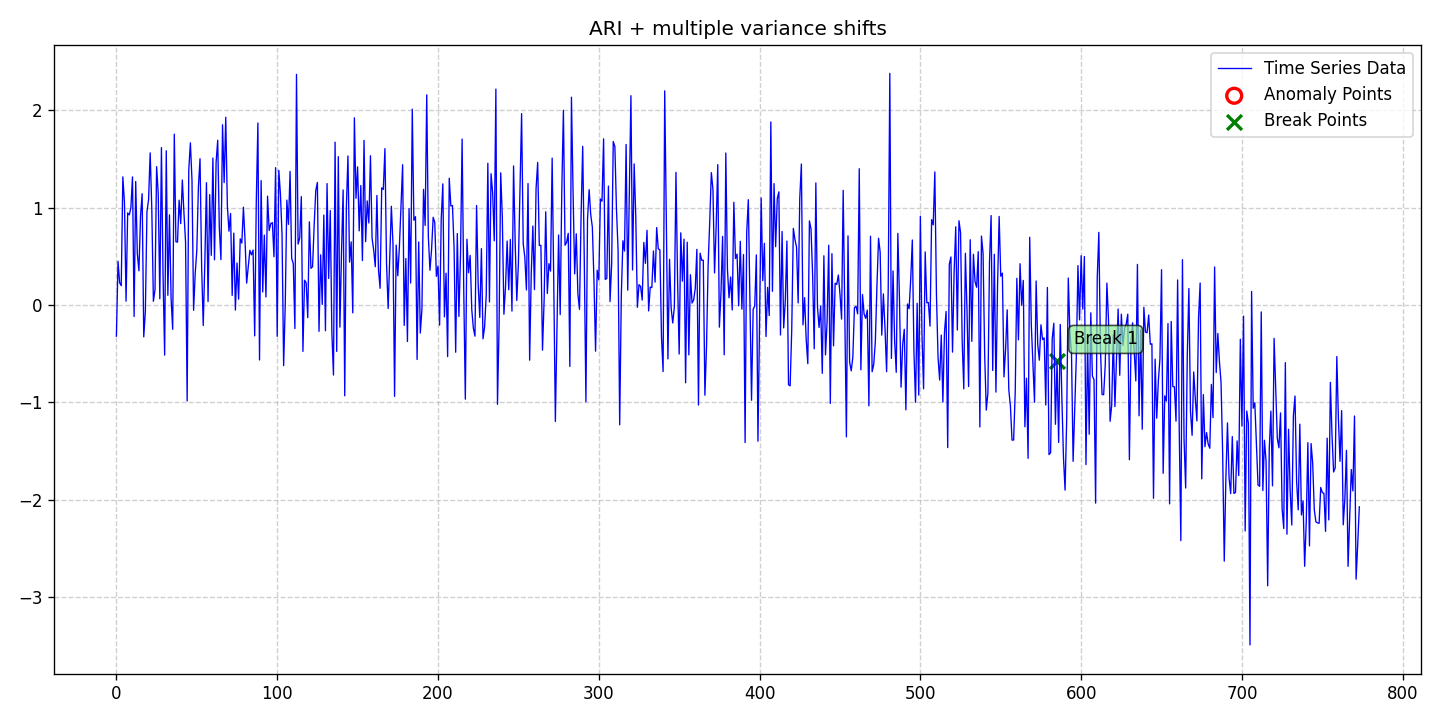 ARI + multiple variance shifts
Time Series Data
Anomaly Points
Break Points
2
1
0
−1
−2
−3
Break 1
0 100 200 300 400 500 600 700 800